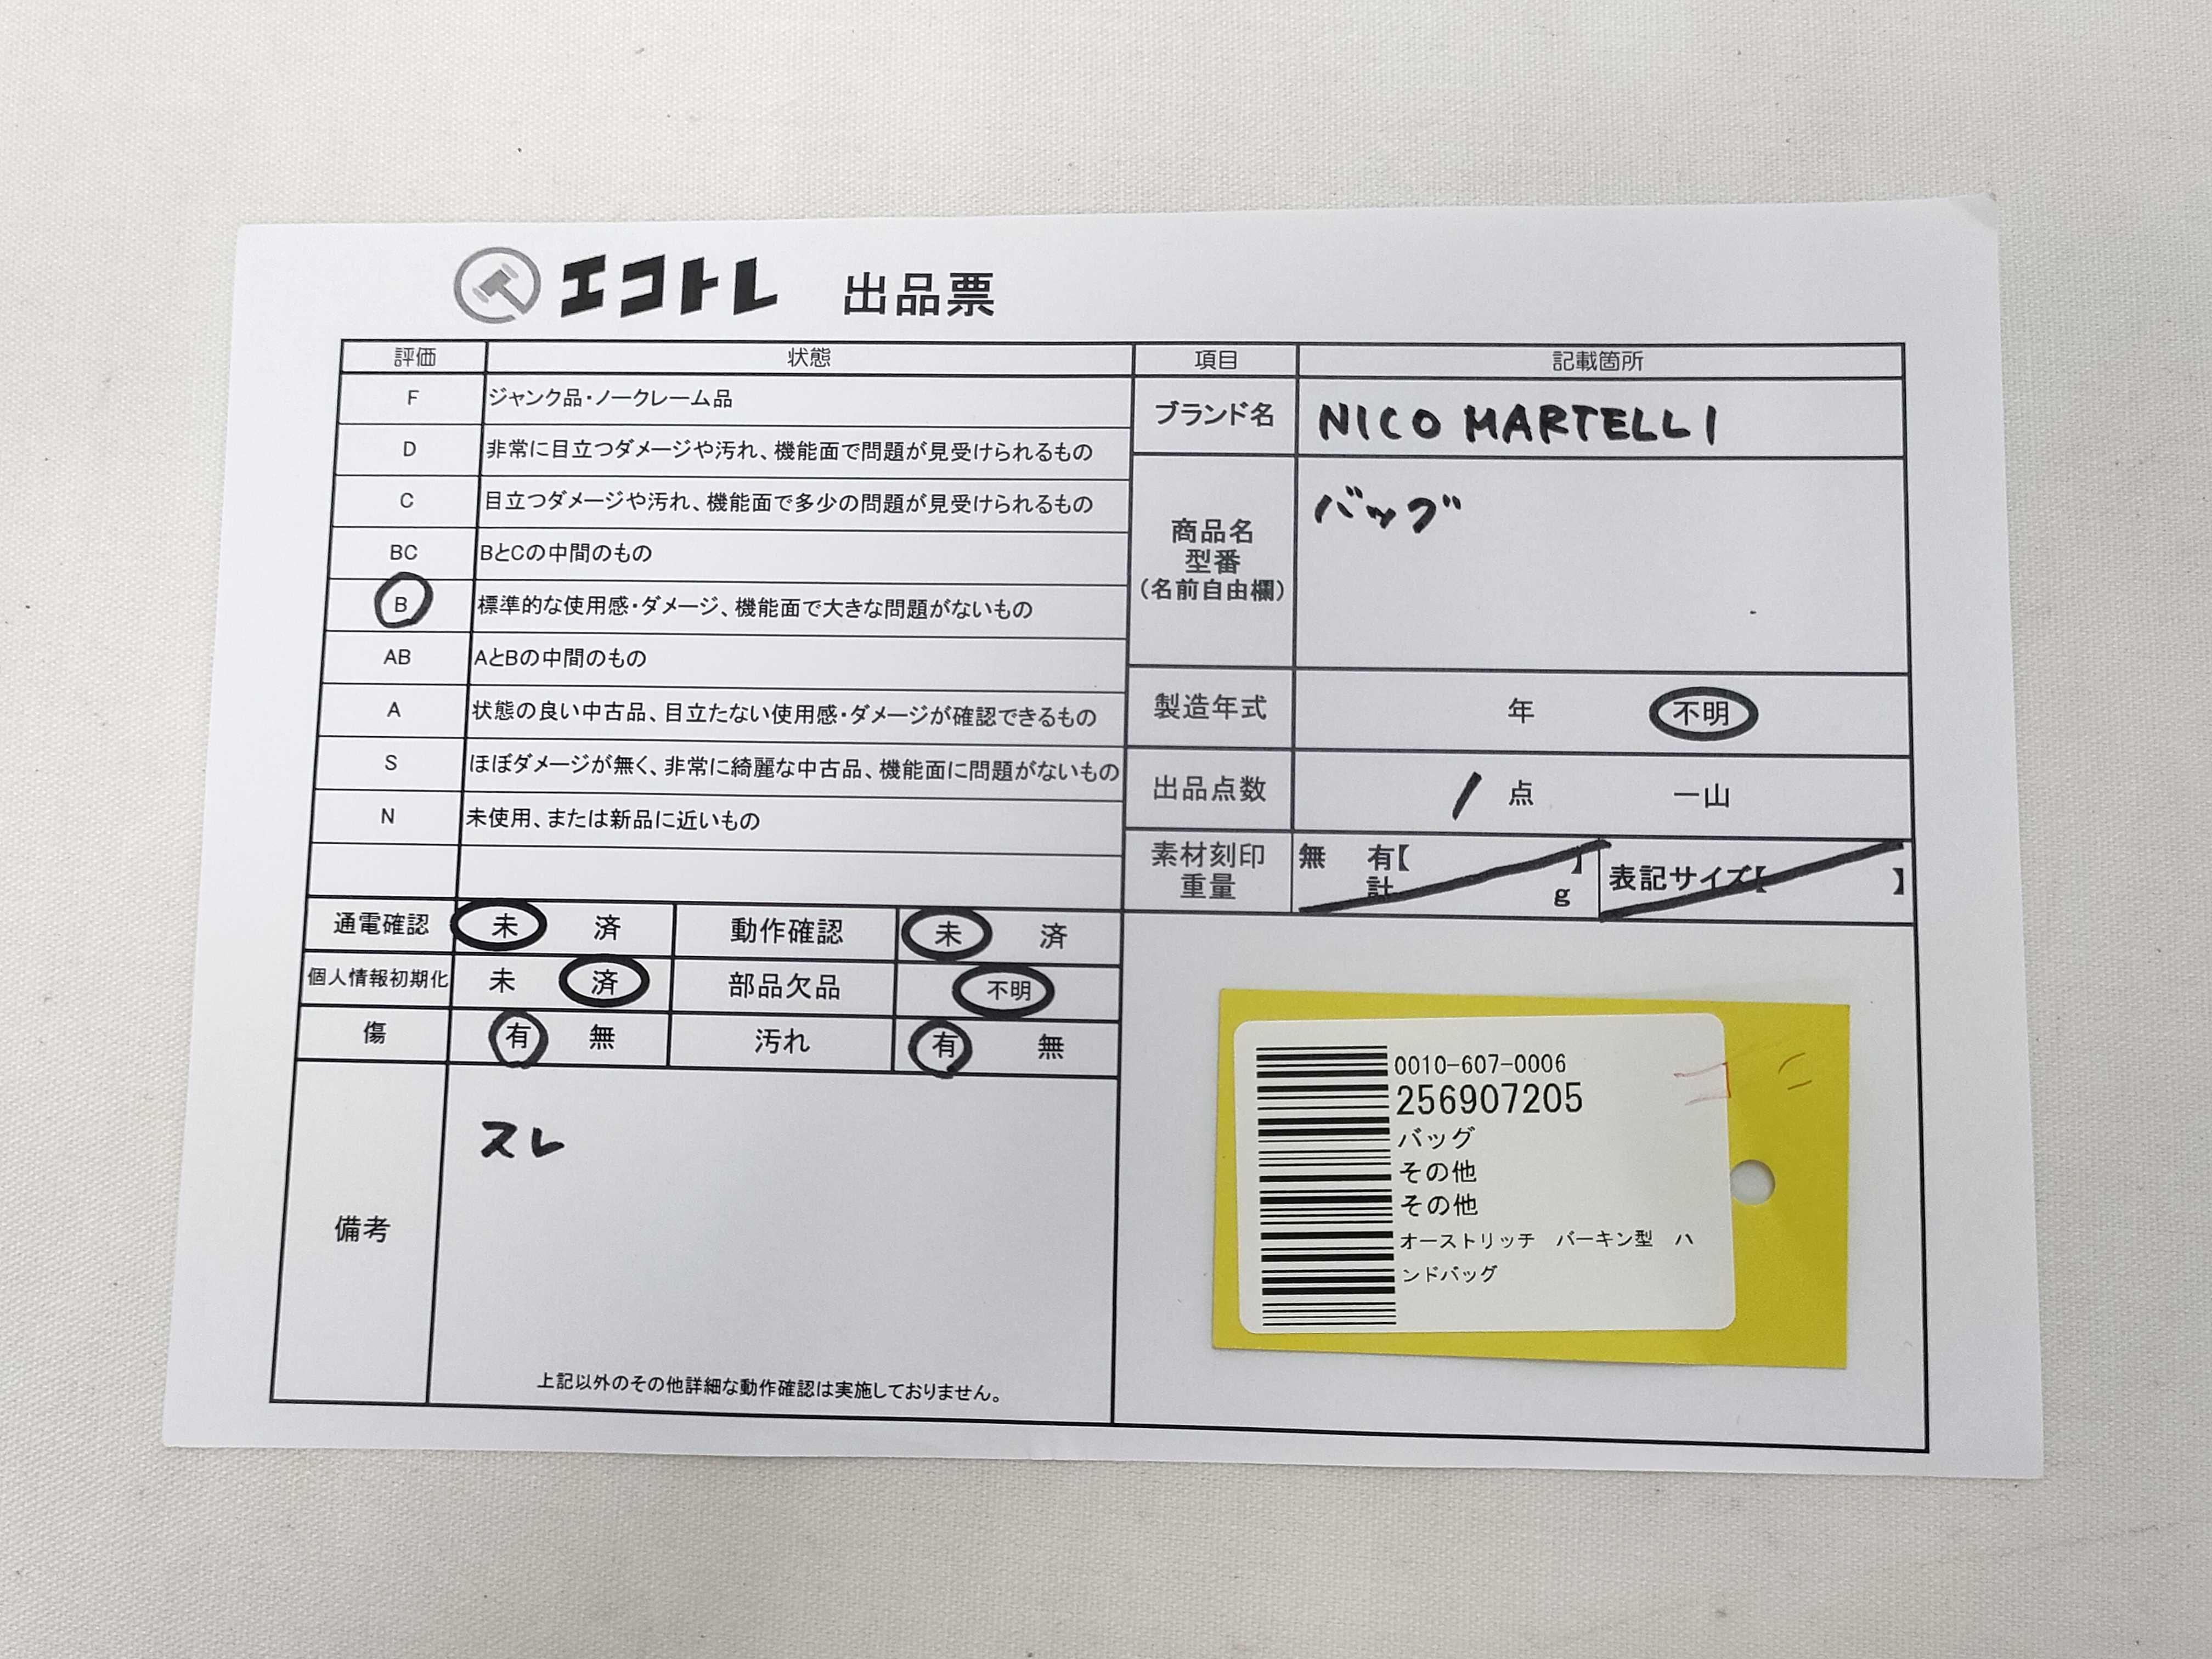 エコトレ 出品票
評価 状態
F ジャンク品・ノークレーム品
D 非常に目立つダメージや汚れ、機能面で問題が見受けられるもの
C 目立つダメージや汚れ、機能面で多少の問題が見受けられるもの
BC BとCの中間のもの
B 標準的な使用感・ダメージ、機能面で大きな問題がないもの
AB AとBの中間のもの
A 状態の良い中古品、目立たない使用感・ダメージが確認できるもの
S ほぼダメージが無く、非常に綺麗な中古品、機能面に問題がないもの
N 未使用、または新品に近いもの
通電確認 未 済 動作確認 未 済
個人情報初期化 未 済 部品欠品 不明
傷 有 無 汚れ 有 無
備考
スレ
上記以外のその他詳細な動作確認は実施しておりません。
項目 記載箇所
ブランド名 NICO MARTELLI
商品名
型番
(名前自由欄)
バッグ
製造年式 年 不明
出品点数 1 点 一山
素材刻印
重量
無 有【 】
計 g
表記サイズ【 】
0010-607-0006
256907205
バッグ
その他
その他
オーストリッチ バーキン型 ハ
ンドバッグ